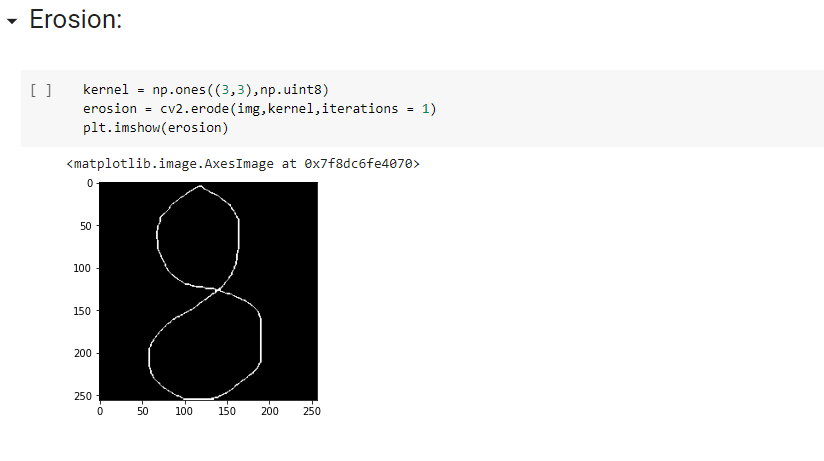 Erosion:
[ ]
kernel = np.ones((3,3),np.uint8)
erosion = cv2.erode(img,kernel,iterations = 1)
plt.imshow(erosion)
<matplotlib.image.AxesImage at 0x7f8dc6fe4070>
0
50
100
150
200
250
0 50 100 150 200 250